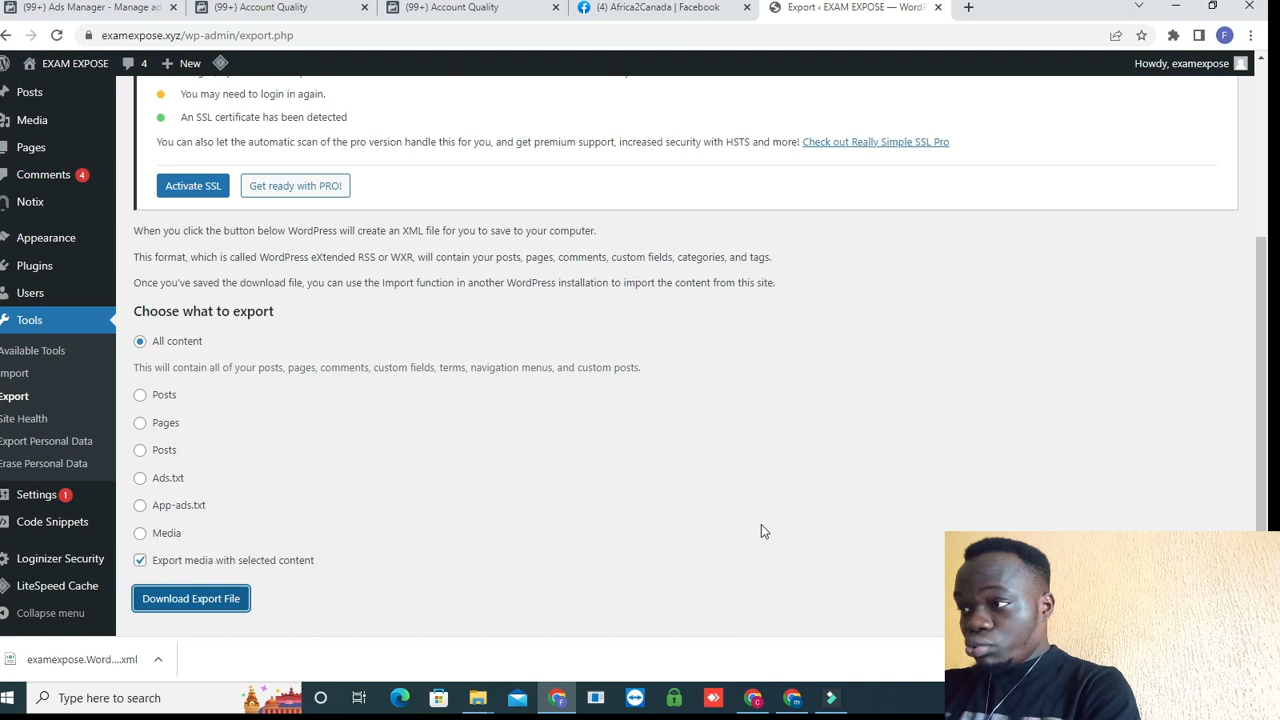 (99+) Ads Manager - Manage ad
(99+) Account Quality
(99+) Account Quality
(4) Africa2Canada | Facebook
Export ‹ EXAM EXPOSE — WordP
examexpose.xyz/wp-admin/export.php
F
EXAM EXPOSE
4
New
Howdy, examexpose
Posts
Media
Pages
Comments 4
Notix
Appearance
Plugins
Users
Tools
Available Tools
mport
Export
Site Health
Export Personal Data
Erase Personal Data
Settings 1
Code Snippets
Loginizer Security
LiteSpeed Cache
Collapse menu
You may need to login in again.
An SSL certificate has been detected
You can also let the automatic scan of the pro version handle this for you, and get premium support, increased security with HSTS and more! Check out Really Simple SSL Pro
Activate SSL
Get ready with PRO!
When you click the button below WordPress will create an XML file for you to save to your computer.
This format, which is called WordPress eXtended RSS or WXR, will contain your posts, pages, comments, custom fields, categories, and tags.
Once you've saved the download file, you can use the Import function in another WordPress installation to import the content from this site.
Choose what to export
All content
This will contain all of your posts, pages, comments, custom fields, terms, navigation menus, and custom posts.
Posts
Pages
Posts
Ads.txt
App-ads.txt
Media
Export media with selected content
Download Export File
examexpose.Word....xml
Type here to search